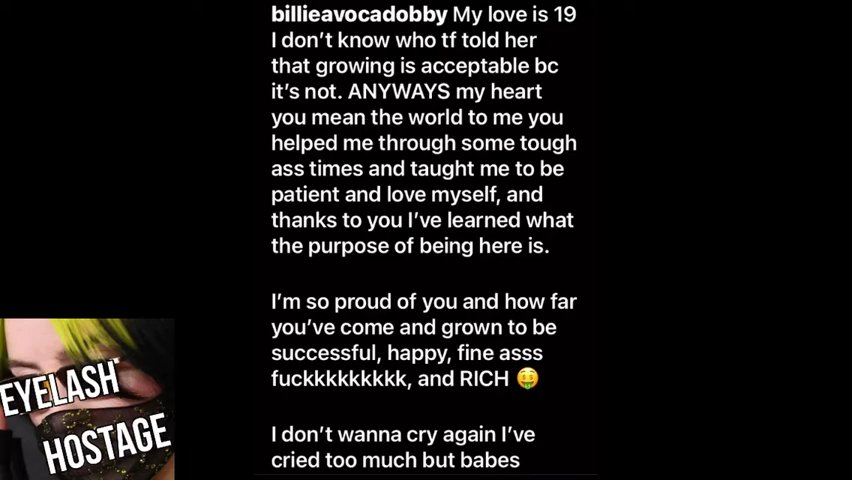 billieavocadobby My love is 19
I don't know who tf told her
that growing is acceptable bc
it's not. ANYWAYS my heart
you mean the world to me you
helped me through some tough
ass times and taught me to be
patient and love myself, and
thanks to you I've learned what
the purpose of being here is.
I'm so proud of you and how far
you've come and grown to be
successful, happy, fine asss
fuckkkkkkkkk, and RICH 🤑
I don't wanna cry again I've
cried too much but babes
EYELASH
HOSTAGE